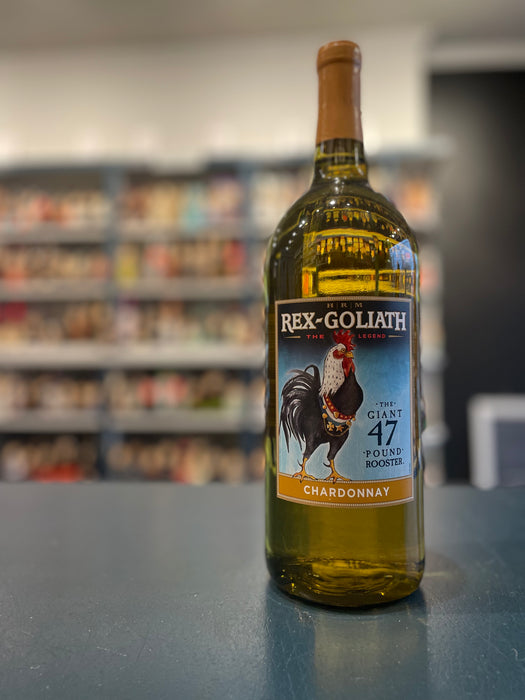 H|R|M
REX-GOLIATH
THE LEGEND
·THE·
GIANT
47
·POUND·
ROOSTER.
CHARDONNAY